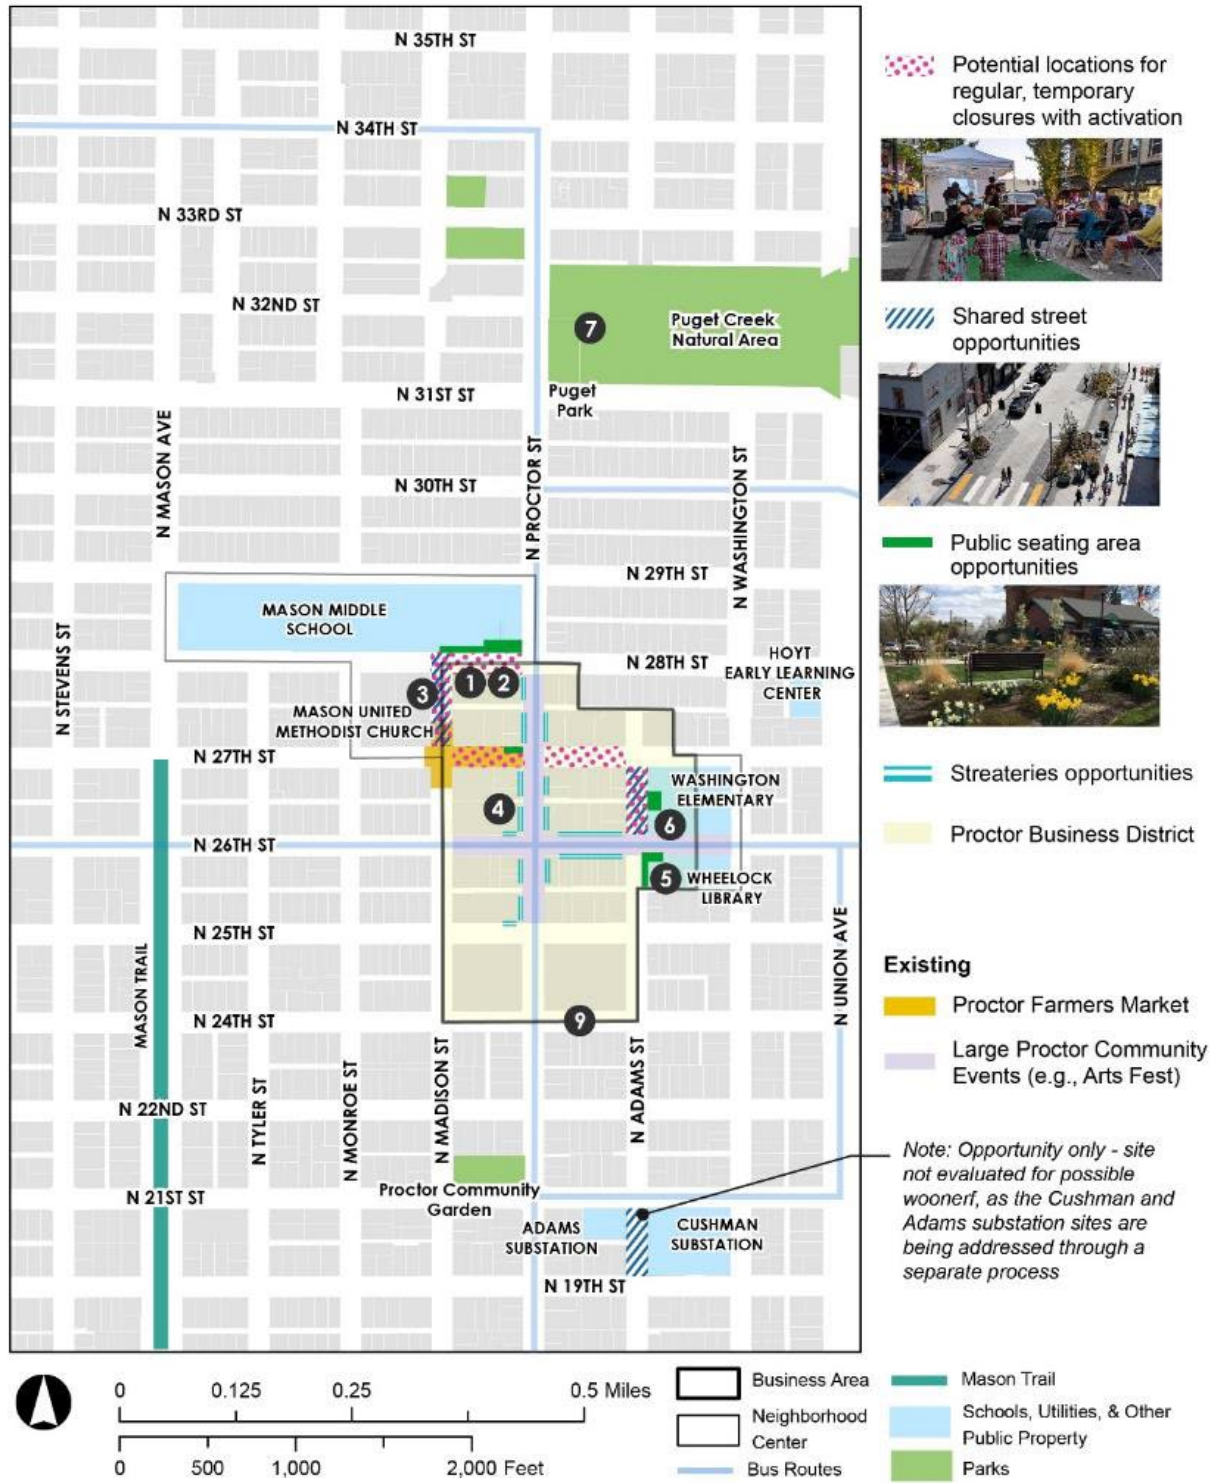 N 35TH ST
N 34TH ST
N 33RD ST
N 32ND ST
7
Puget Creek
Natural Area
N 31ST ST
Puget
Park
N MASON AVE
N PROCTOR ST
N WASHINGTON ST
N 30TH ST
N 29TH ST
MASON MIDDLE
SCHOOL
N STEVENS ST
N 28TH ST
HOYT
EARLY LEARNING
CENTER
1
2
3
MASON UNITED
METHODIST CHURCH
N 27TH ST
WASHINGTON
ELEMENTARY
4
6
N 26TH ST
5
WHEELOCK
LIBRARY
N 25TH ST
MASON TRAIL
N UNION AVE
N 24TH ST
9
N TYLER ST
N MONROE ST
N MADISON ST
N ADAMS ST
N 22ND ST
Proctor Community
Garden
N 21ST ST
ADAMS
SUBSTATION
CUSHMAN
SUBSTATION
N 19TH ST
Potential locations for
regular, temporary
closures with activation
Shared street
opportunities
Public seating area
opportunities
Streateries opportunities
Proctor Business District
Existing
Proctor Farmers Market
Large Proctor Community
Events (e.g., Arts Fest)
Note: Opportunity only - site
not evaluated for possible
woonerf, as the Cushman and
Adams substation sites are
being addressed through a
separate process
0 0.125 0.25 0.5 Miles
0 500 1,000 2,000 Feet
Business Area
Neighborhood
Center
Bus Routes
Mason Trail
Schools, Utilities, & Other
Public Property
Parks